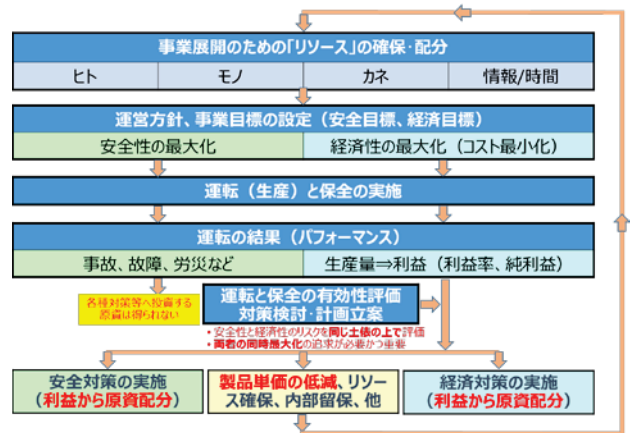 事業展開のための「リソース」の確保・配分
ヒト
モノ
カネ
情報/時間
運営方針、事業目標の設定（安全目標、経済目標）
安全性の最大化
経済性の最大化（コスト最小化）
運転（生産）と保全の実施
運転の結果（パフォーマンス）
事故、故障、労災など
生産量⇒利益（利益率、純利益）
各種対策等へ投資する
原資は得られない
運転と保全の有効性評価
対策検討・計画立案
・安全性と経済性のリスクを同じ土俵の上で評価
・両者の同時最大化の追求が必要かつ重要
安全対策の実施
（利益から原資配分）
製品単価の低減、リソー
ス確保、内部留保、他
経済対策の実施
（利益から原資配分）